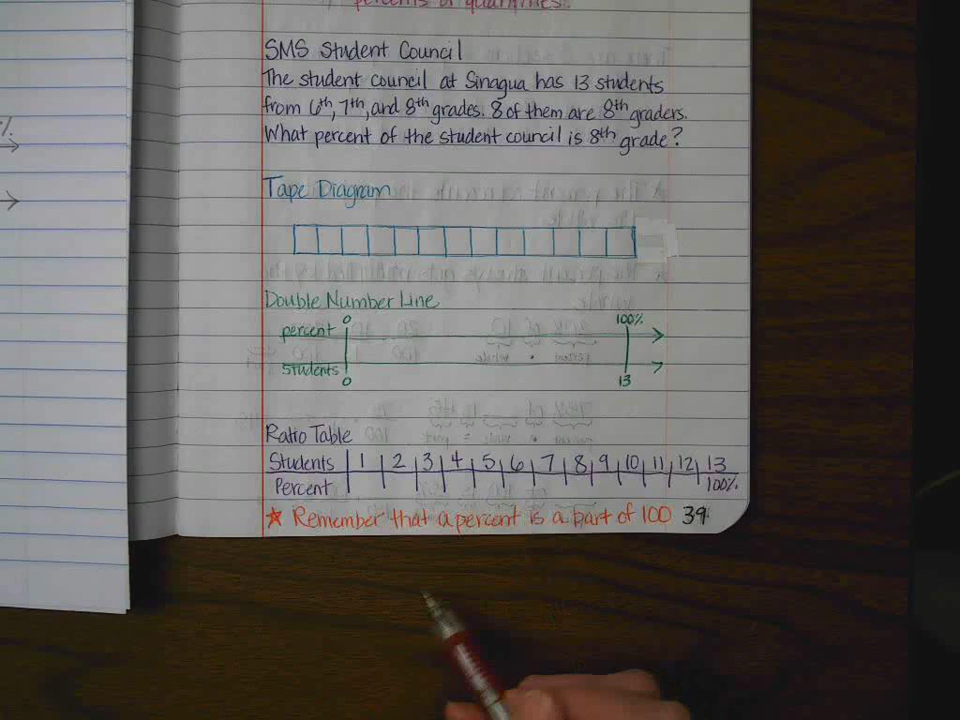 percents of quantities.
%
SMS Student Council
The student council at Sinagua has 13 students
from 6th, 7th, and 8th grades. 8 of them are 8th graders.
What percent of the student council is 8th grade?
Tape Diagram
Double Number Line
0 100%
percent
students
0 13
Ratio Table
Students 1 2 3 4 5 6 7 8 9 10 11 12 13
Percent 100%
★ Remember that a percent is a part of 100 39